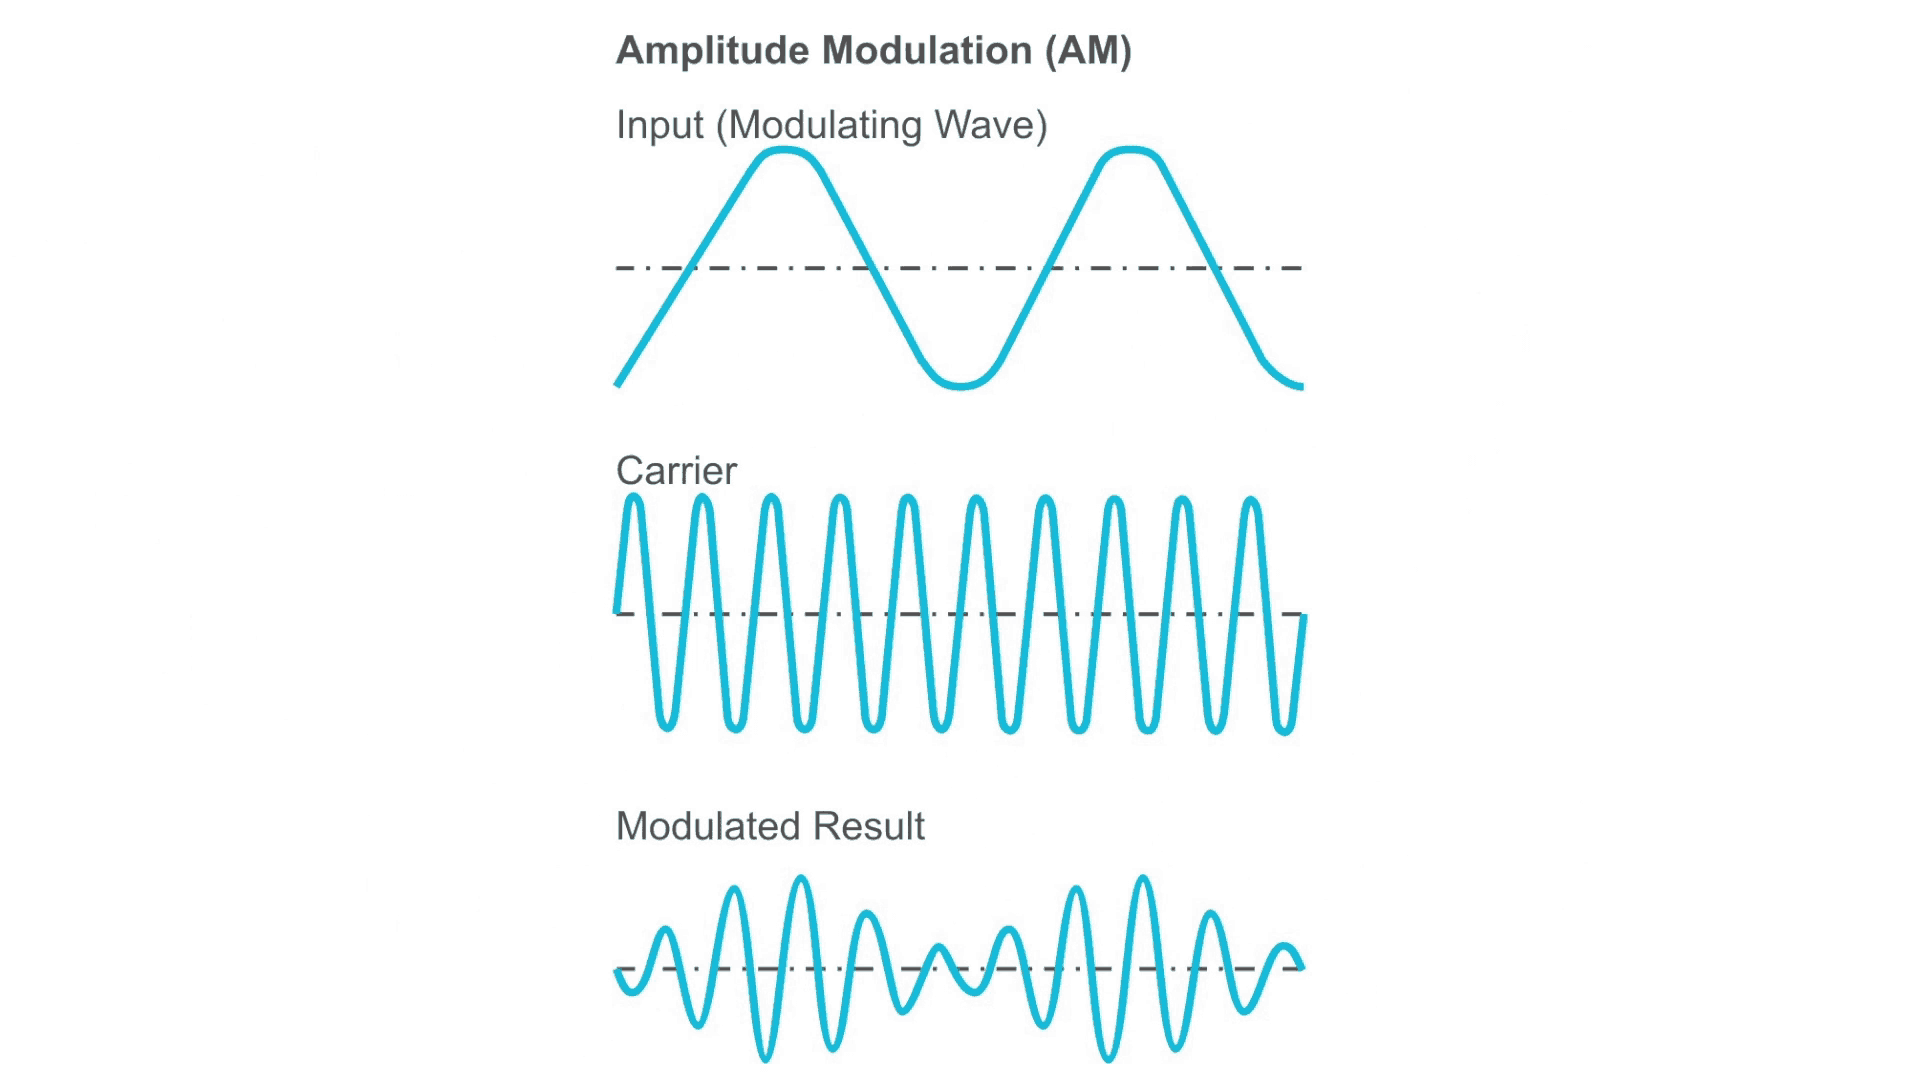 Amplitude Modulation (AM)
Input (Modulating Wave)
Carrier
Modulated Result